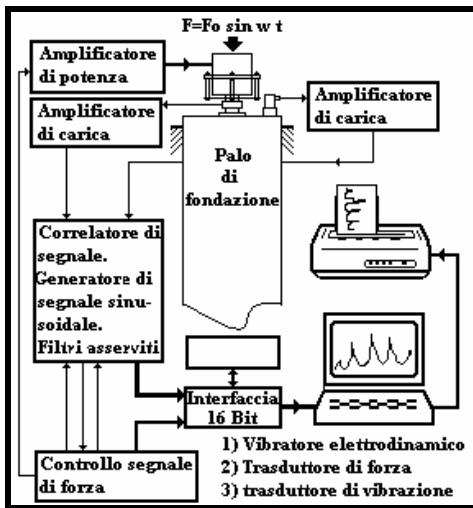 F=Fo sin w t
Amplificatore
di potenza
Amplificatore
di carica
Amplificatore
di carica
Palo
di
fondazione
Correlatore di
segnale.
Generatore di
segnale sinu-
soidale.
Filtri asserviti
Interfaccia
16 Bit
Controllo segnale
di forza
1) Vibratore elettrodinamico
2) Trasduttore di forza
3) trasduttore di vibrazione